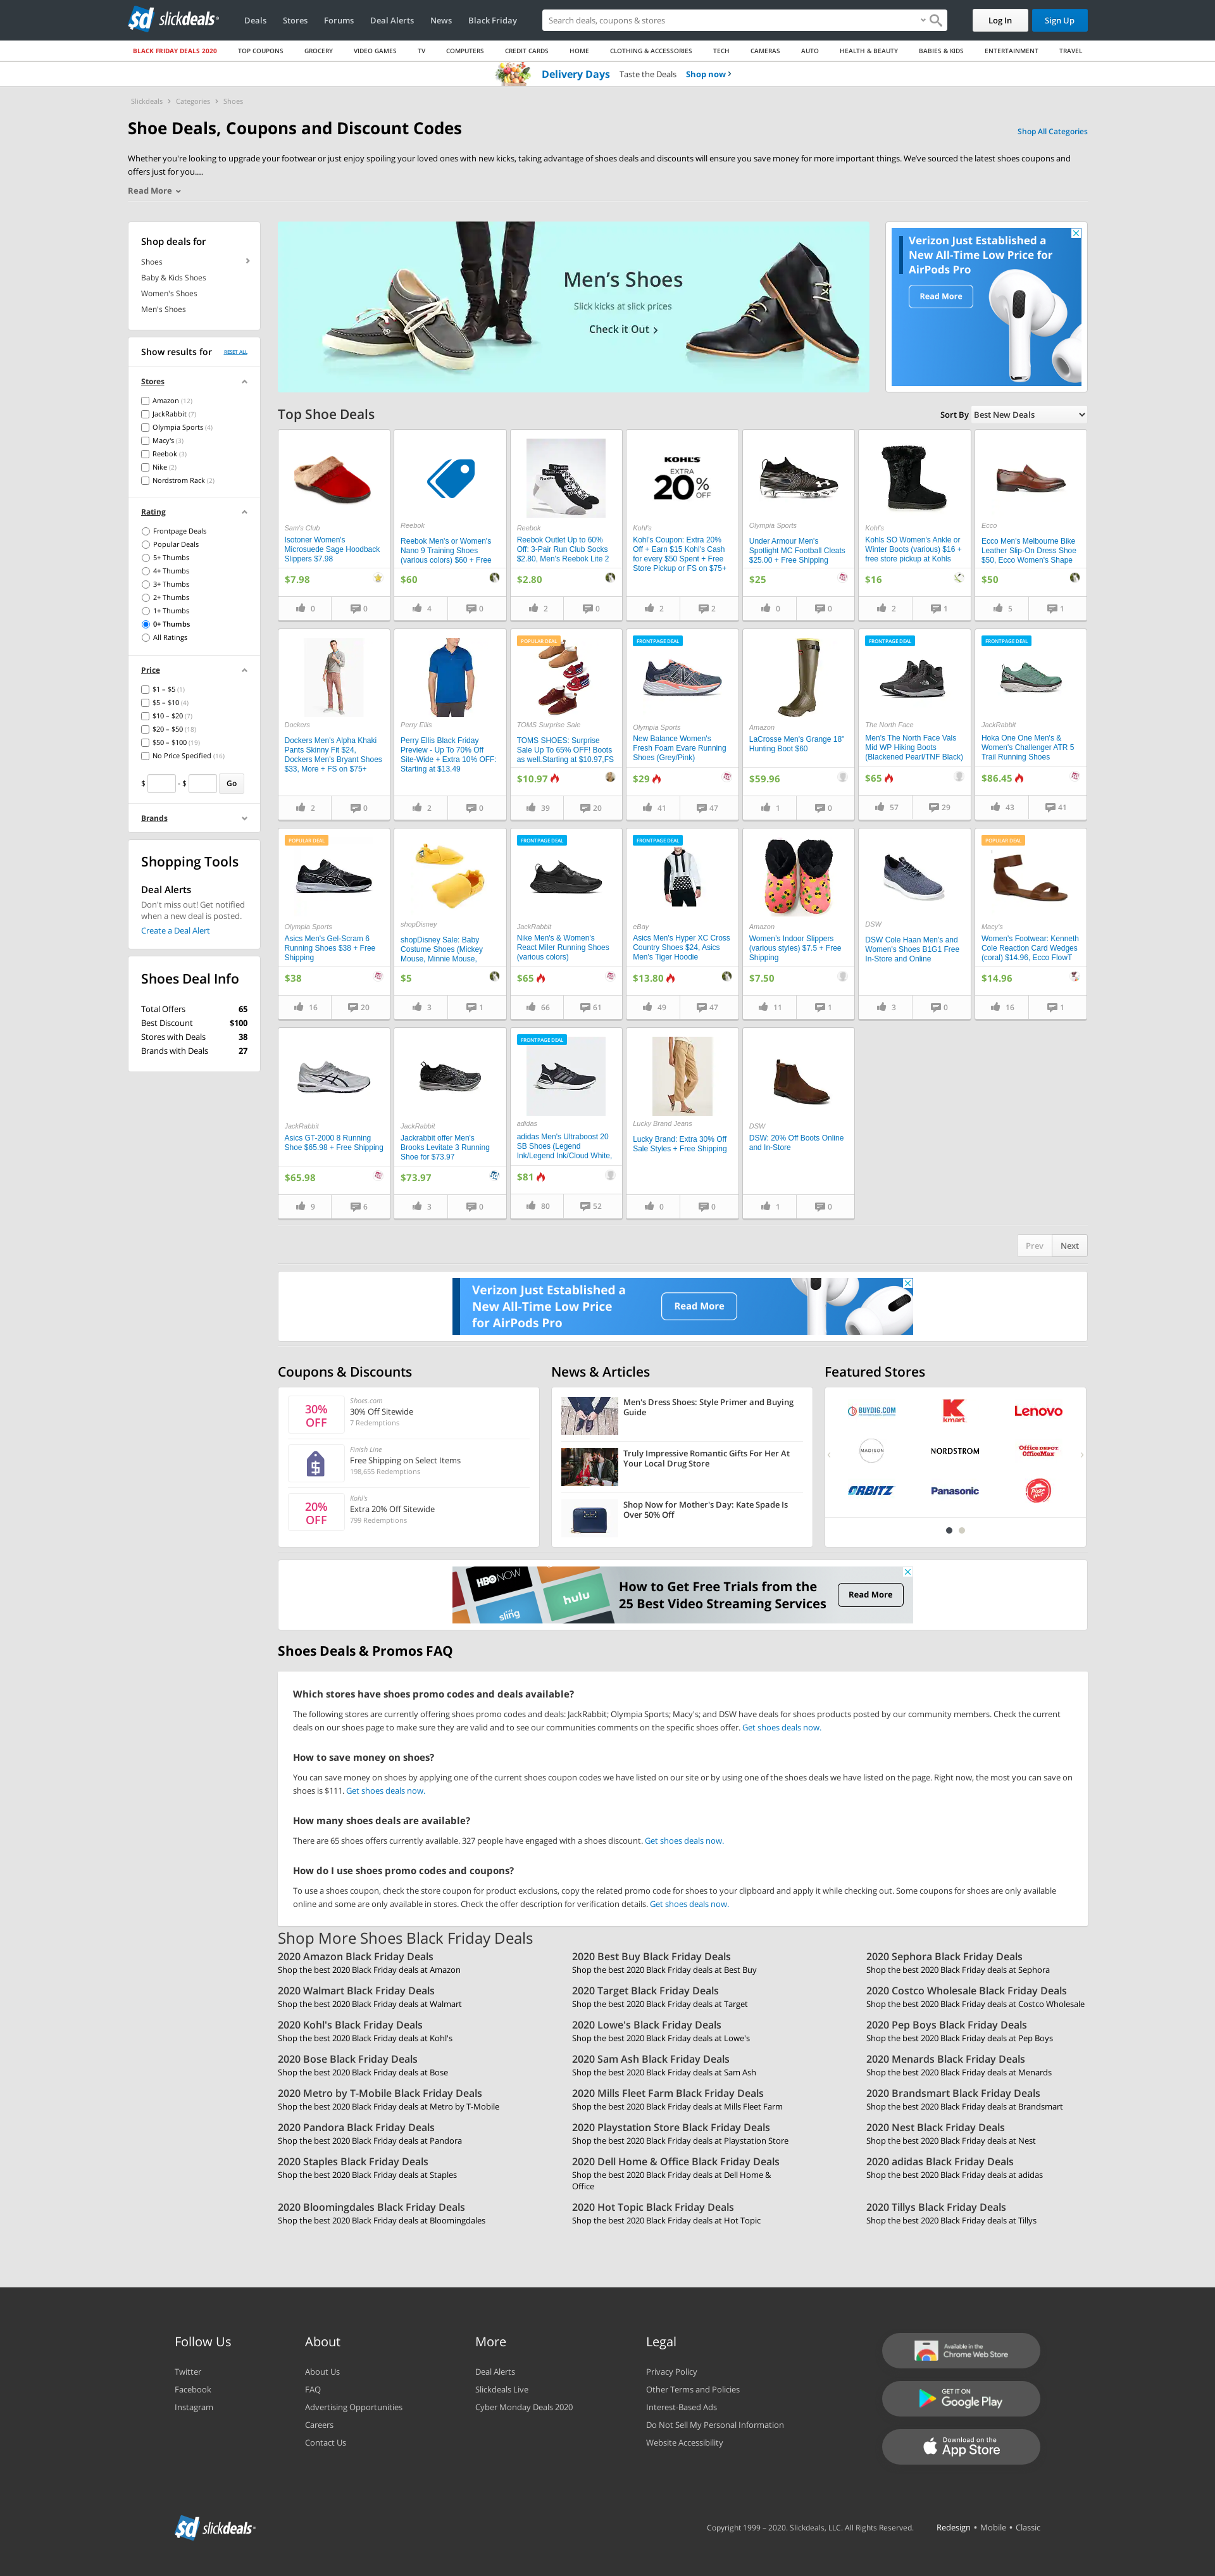 slickdeals
Deals Stores Forums Deal Alerts News Black Friday
Search deals, coupons & stores
Log In
Sign Up
BLACK FRIDAY DEALS 2020 TOP COUPONS GROCERY VIDEO GAMES TV COMPUTERS CREDIT CARDS HOME CLOTHING & ACCESSORIES TECH CAMERAS AUTO HEALTH & BEAUTY BABIES & KIDS ENTERTAINMENT TRAVEL
Delivery Days Taste the Deals Shop now
Slickdeals Categories Shoes
Shoe Deals, Coupons and Discount Codes
Shop All Categories
Whether you're looking to upgrade your footwear or just enjoy spoiling your loved ones with new kicks, taking advantage of shoes deals and discounts will ensure you save money for more important things. We've sourced the latest shoes coupons and
offers just for you....
Read More
Shop deals for
Shoes
Baby & Kids Shoes
Women's Shoes
Men's Shoes
Show results for
RESET ALL
Stores
Amazon (12)
JackRabbit (7)
Olympia Sports (4)
Macy's (3)
Reebok (3)
Nike (2)
Nordstrom Rack (2)
Rating
Frontpage Deals
Popular Deals
5+ Thumbs
4+ Thumbs
3+ Thumbs
2+ Thumbs
1+ Thumbs
0+ Thumbs
All Ratings
Price
$1 – $5 (1)
$5 – $10 (4)
$10 – $20 (7)
$20 – $50 (18)
$50 – $100 (19)
No Price Specified (16)
$ - $ Go
Brands
Shopping Tools
Deal Alerts
Don't miss out! Get notified
when a new deal is posted.
Create a Deal Alert
Shoes Deal Info
Total Offers 65
Best Discount $100
Stores with Deals 38
Brands with Deals 27
Men's Shoes
Slick kicks at slick prices
Check it Out
Verizon Just Established a
New All-Time Low Price for
AirPods Pro
Read More
Top Shoe Deals
Sort By Best New Deals
Sam's Club
Isotoner Women's
Microsuede Sage Hoodback
Slippers $7.98
$7.98
0 0
Reebok
Reebok Men's or Women's
Nano 9 Training Shoes
(various colors) $60 + Free
$60
4 0
Reebok
Reebok Outlet Up to 60%
Off: 3-Pair Run Club Socks
$2.80, Men's Reebok Lite 2
$2.80
2 0
KOHL'S
EXTRA
20% OFF
Kohl's
Kohl's Coupon: Extra 20%
Off + Earn $15 Kohl's Cash
for every $50 Spent + Free
Store Pickup or FS on $75+
2 2
Olympia Sports
Under Armour Men's
Spotlight MC Football Cleats
$25.00 + Free Shipping
$25
0 0
Kohl's
Kohls SO Women's Ankle or
Winter Boots (various) $16 +
free store pickup at Kohls
$16
2 1
Ecco
Ecco Men's Melbourne Bike
Leather Slip-On Dress Shoe
$50, Ecco Women's Shape
$50
5 1
Dockers
Dockers Men's Alpha Khaki
Pants Skinny Fit $24,
Dockers Men's Bryant Shoes
$33, More + FS on $75+
2 0
Perry Ellis
Perry Ellis Black Friday
Preview - Up To 70% Off
Site-Wide + Extra 10% OFF:
Starting at $13.49
2 0
POPULAR DEAL
TOMS Surprise Sale
TOMS SHOES: Surprise
Sale Up To 65% OFF! Boots
as well.Starting at $10.97,FS
$10.97
39 20
FRONTPAGE DEAL
Olympia Sports
New Balance Women's
Fresh Foam Evare Running
Shoes (Grey/Pink)
$29
41 47
Amazon
LaCrosse Men's Grange 18"
Hunting Boot $60
$59.96
1 0
FRONTPAGE DEAL
The North Face
Men's The North Face Vals
Mid WP Hiking Boots
(Blackened Pearl/TNF Black)
$65
57 29
FRONTPAGE DEAL
JackRabbit
Hoka One One Men's &
Women's Challenger ATR 5
Trail Running Shoes
$86.45
43 41
POPULAR DEAL
Olympia Sports
Asics Men's Gel-Scram 6
Running Shoes $38 + Free
Shipping
$38
16 20
shopDisney
shopDisney Sale: Baby
Costume Shoes (Mickey
Mouse, Minnie Mouse,
$5
3 1
FRONTPAGE DEAL
JackRabbit
Nike Men's & Women's
React Miler Running Shoes
(various colors)
$65
66 61
FRONTPAGE DEAL
eBay
Asics Men's Hyper XC Cross
Country Shoes $24, Asics
Men's Tiger Hoodie
$13.80
49 47
Amazon
Women's Indoor Slippers
(various styles) $7.5 + Free
Shipping
$7.50
11 1
DSW
DSW Cole Haan Men's and
Women's Shoes B1G1 Free
In-Store and Online
3 0
POPULAR DEAL
Macy's
Women's Footwear: Kenneth
Cole Reaction Card Wedges
(coral) $14.96, Ecco FlowT
$14.96
16 1
JackRabbit
Asics GT-2000 8 Running
Shoe $65.98 + Free Shipping
$65.98
9 6
JackRabbit
Jackrabbit offer Men's
Brooks Levitate 3 Running
Shoe for $73.97
$73.97
3 0
FRONTPAGE DEAL
adidas
adidas Men's Ultraboost 20
SB Shoes (Legend
Ink/Legend Ink/Cloud White,
$81
80 52
Lucky Brand Jeans
Lucky Brand: Extra 30% Off
Sale Styles + Free Shipping
0 0
DSW
DSW: 20% Off Boots Online
and In-Store
1 0
Prev Next
Verizon Just Established a
New All-Time Low Price
for AirPods Pro
Read More
Coupons & Discounts
30%
OFF
Shoes.com
30% Off Sitewide
7 Redemptions
Finish Line
Free Shipping on Select Items
198,655 Redemptions
20%
OFF
Kohl's
Extra 20% Off Sitewide
799 Redemptions
News & Articles
Men's Dress Shoes: Style Primer and Buying
Guide
Truly Impressive Romantic Gifts For Her At
Your Local Drug Store
Shop Now for Mother's Day: Kate Spade Is
Over 50% Off
Featured Stores
BUYDIG.COM
kmart
Lenovo
MADISON
NORDSTROM
Office DEPOT
OfficeMax
ORBITZ
Panasonic
Pizza Hut
HBO NOW
sling
hulu
How to Get Free Trials from the
25 Best Video Streaming Services
Read More
Shoes Deals & Promos FAQ
Which stores have shoes promo codes and deals available?
The following stores are currently offering shoes promo codes and deals: JackRabbit; Olympia Sports; Macy's; and DSW have deals for shoes products posted by our community members. Check the current
deals on our shoes page to make sure they are valid and to see our communities comments on the specific shoes offer. Get shoes deals now.
How to save money on shoes?
You can save money on shoes by applying one of the current shoes coupon codes we have listed on our site or by using one of the shoes deals we have listed on the page. Right now, the most you can save on
shoes is $111. Get shoes deals now.
How many shoes deals are available?
There are 65 shoes offers currently available. 327 people have engaged with a shoes discount. Get shoes deals now.
How do I use shoes promo codes and coupons?
To use a shoes coupon, check the store coupon for product exclusions, copy the related promo code for shoes to your clipboard and apply it while checking out. Some coupons for shoes are only available
online and some are only available in stores. Check the offer description for verification details. Get shoes deals now.
Shop More Shoes Black Friday Deals
2020 Amazon Black Friday Deals
Shop the best 2020 Black Friday deals at Amazon
2020 Best Buy Black Friday Deals
Shop the best 2020 Black Friday deals at Best Buy
2020 Sephora Black Friday Deals
Shop the best 2020 Black Friday deals at Sephora
2020 Walmart Black Friday Deals
Shop the best 2020 Black Friday deals at Walmart
2020 Target Black Friday Deals
Shop the best 2020 Black Friday deals at Target
2020 Costco Wholesale Black Friday Deals
Shop the best 2020 Black Friday deals at Costco Wholesale
2020 Kohl's Black Friday Deals
Shop the best 2020 Black Friday deals at Kohl's
2020 Lowe's Black Friday Deals
Shop the best 2020 Black Friday deals at Lowe's
2020 Pep Boys Black Friday Deals
Shop the best 2020 Black Friday deals at Pep Boys
2020 Bose Black Friday Deals
Shop the best 2020 Black Friday deals at Bose
2020 Sam Ash Black Friday Deals
Shop the best 2020 Black Friday deals at Sam Ash
2020 Menards Black Friday Deals
Shop the best 2020 Black Friday deals at Menards
2020 Metro by T-Mobile Black Friday Deals
Shop the best 2020 Black Friday deals at Metro by T-Mobile
2020 Mills Fleet Farm Black Friday Deals
Shop the best 2020 Black Friday deals at Mills Fleet Farm
2020 Brandsmart Black Friday Deals
Shop the best 2020 Black Friday deals at Brandsmart
2020 Pandora Black Friday Deals
Shop the best 2020 Black Friday deals at Pandora
2020 Playstation Store Black Friday Deals
Shop the best 2020 Black Friday deals at Playstation Store
2020 Nest Black Friday Deals
Shop the best 2020 Black Friday deals at Nest
2020 Staples Black Friday Deals
Shop the best 2020 Black Friday deals at Staples
2020 Dell Home & Office Black Friday Deals
Shop the best 2020 Black Friday deals at Dell Home &
Office
2020 adidas Black Friday Deals
Shop the best 2020 Black Friday deals at adidas
2020 Bloomingdales Black Friday Deals
Shop the best 2020 Black Friday deals at Bloomingdales
2020 Hot Topic Black Friday Deals
Shop the best 2020 Black Friday deals at Hot Topic
2020 Tillys Black Friday Deals
Shop the best 2020 Black Friday deals at Tillys
Follow Us
Twitter
Facebook
Instagram
About
About Us
FAQ
Advertising Opportunities
Careers
Contact Us
More
Deal Alerts
Slickdeals Live
Cyber Monday Deals 2020
Legal
Privacy Policy
Other Terms and Policies
Interest-Based Ads
Do Not Sell My Personal Information
Website Accessibility
Available in the
Chrome Web Store
GET IT ON
Google Play
Download on the
App Store
slickdeals
Copyright 1999 – 2020. Slickdeals, LLC. All Rights Reserved.
Redesign • Mobile • Classic